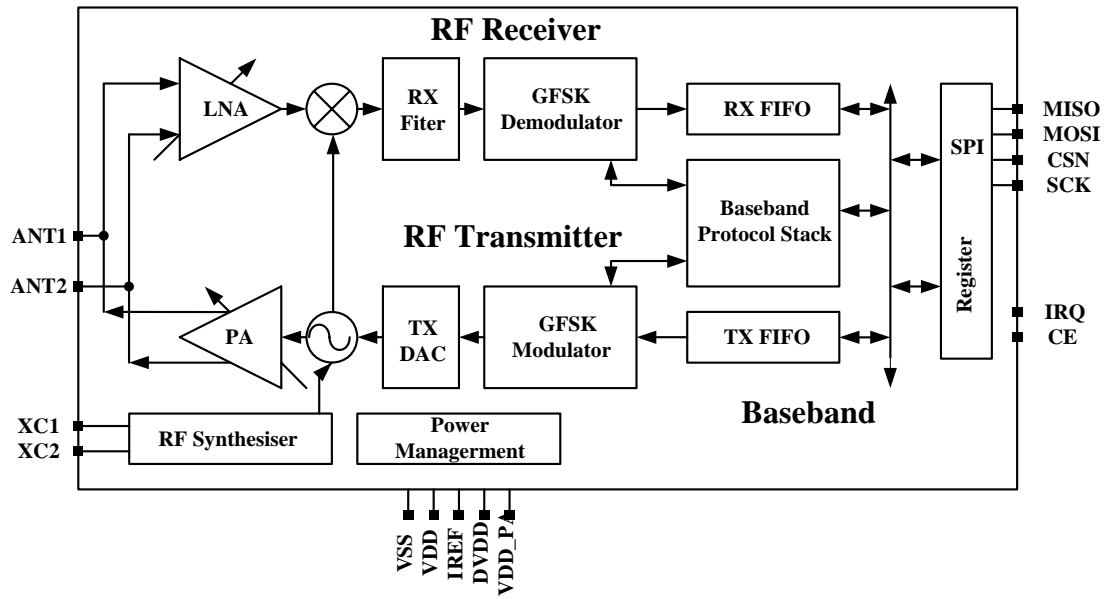 RF Receiver
LNA
RX
Fiter
GFSK
Demodulator
RX FIFO
SPI
MISO
MOSI
CSN
SCK
ANT1
ANT2
RF Transmitter
Baseband
Protocol Stack
Register
PA
TX
DAC
GFSK
Modulator
TX FIFO
IRQ
CE
Baseband
XC1
XC2
RF Synthesiser
Power
Managerment
VSS
VDD
IREF
DVDD
VDD_PA